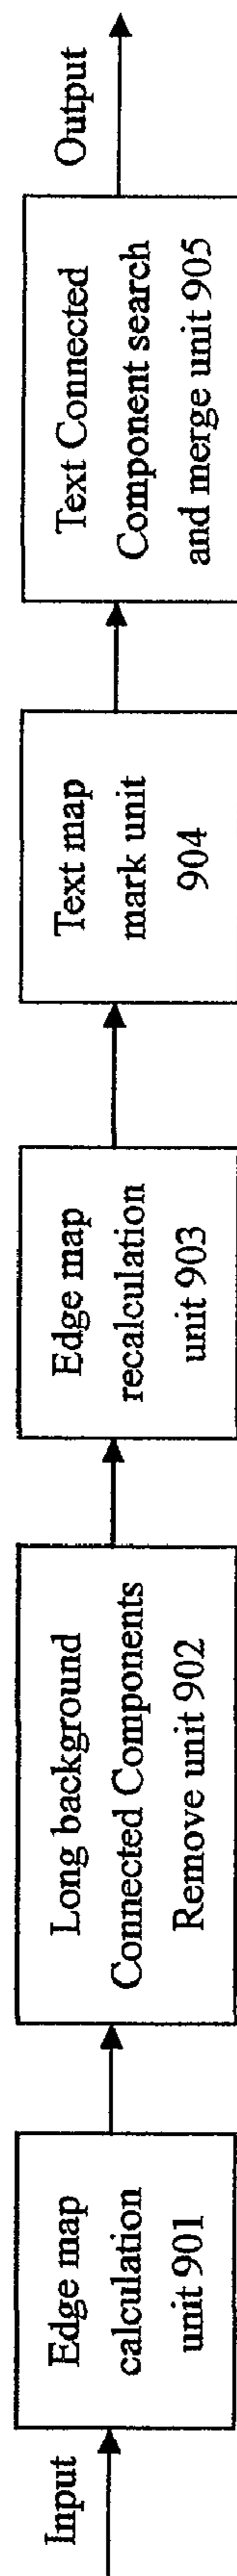 Input
Edge map
calculation
unit 901
Long background
Connected Components
Remove unit 902
Edge map
recalculation
unit 903
Text map
mark unit
904
Text Connected
Component search
and merge unit 905
Output